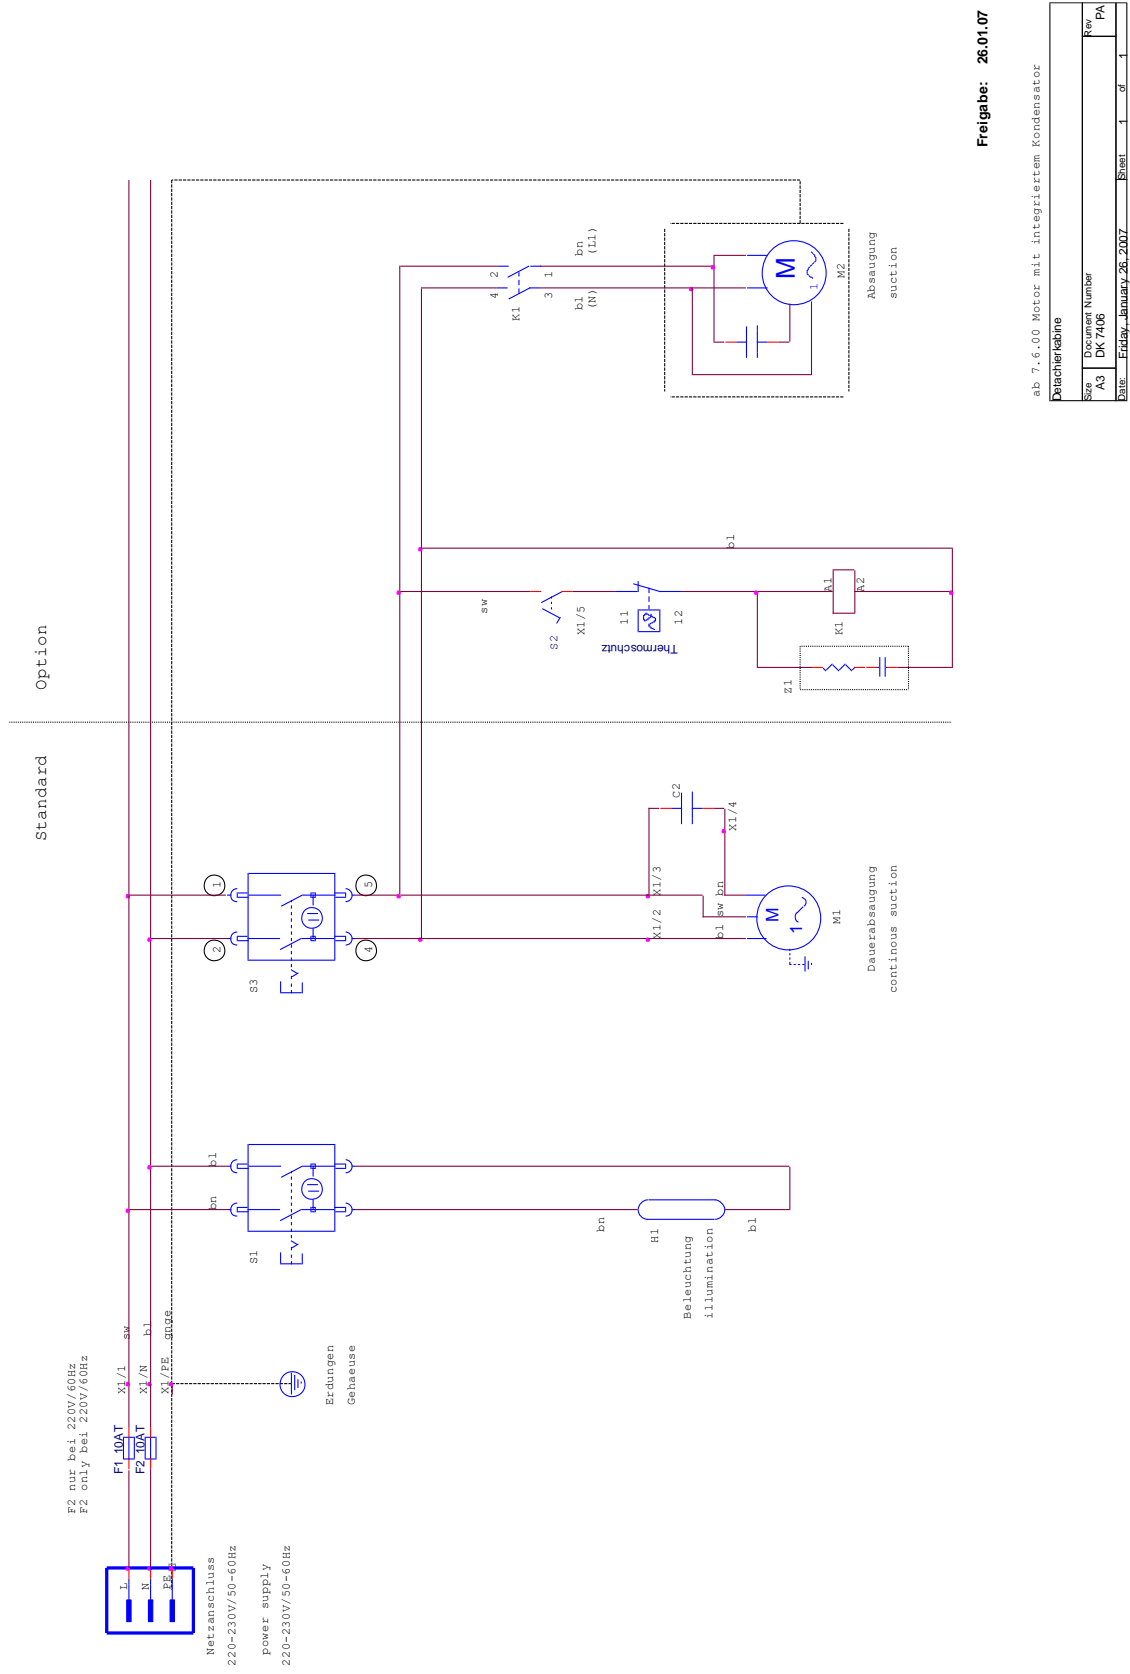 Standard
Option
F2 nur bei 220V/60Hz
F2 only bei 220V/60Hz
L
N
PE
Netzanschluss
220-230V/50-60Hz
power supply
220-230V/50-60Hz
F1 10AT
F2 10AT
X1/1
X1/N
X1/PE
sw
bl
gnge
Erdungen
Gehaeuse
bn
bl
S1
bn
H1
bl
Beleuchtung
illumination
1
2
5
4
S3
X1/2
X1/3
bl sw bn
C2
X1/4
M
1
M1
Dauerabsaugung
continous suction
sw
S2
X1/5
11
12
Thermoschutz
Z1
K1
A1
A2
bl
K1
4
2
3
1
bl
(N)
bn
(L1)
M
1
M2
Absaugung
suction
Freigabe: 26.01.07
ab 7.6.00 Motor mit integriertem Kondensator
Detachierkabine
Size
A3
Document Number
DK 7406
Rev
PA
Date:
Friday, January 26, 2007
Sheet
1
of
1